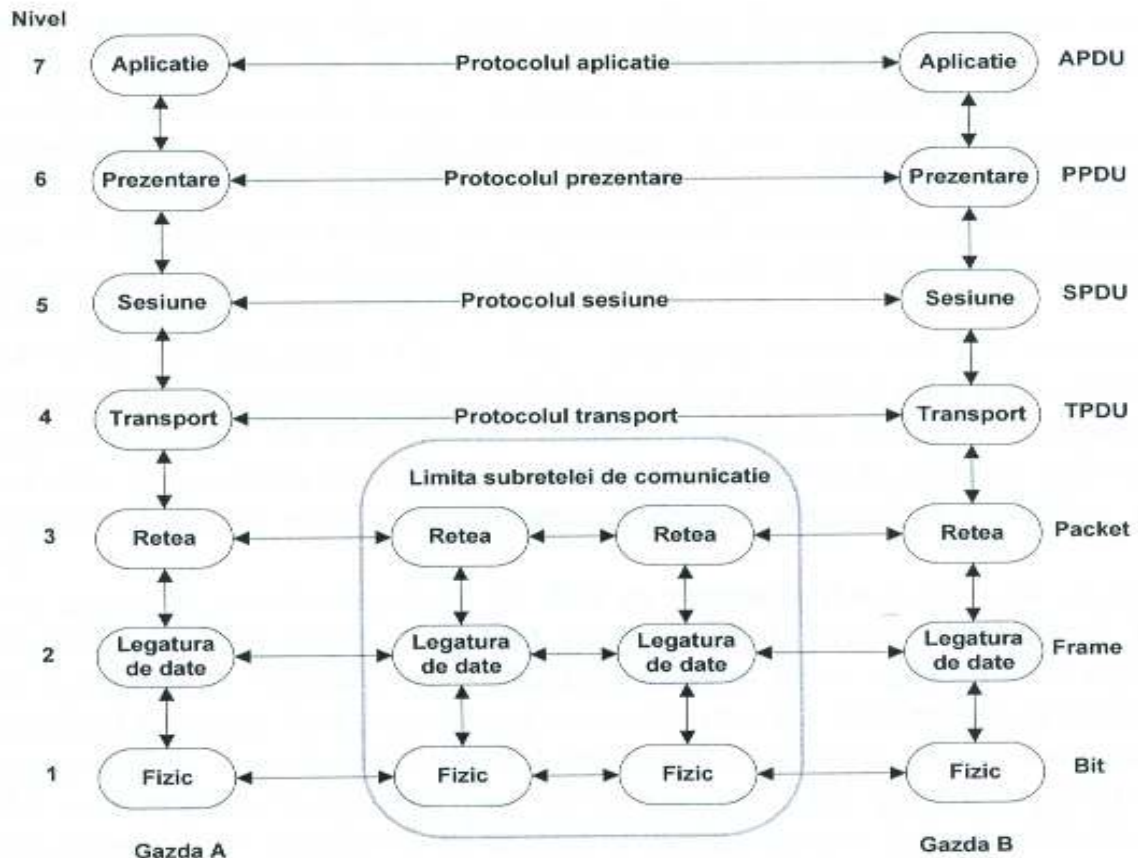 Nivel
7 Aplicatie Protocolul aplicatie Aplicatie APDU
6 Prezentare Protocolul prezentare Prezentare PPDU
5 Sesiune Protocolul sesiune Sesiune SPDU
4 Transport Protocolul transport Transport TPDU
Limita subretelei de comunicatie
3 Retea Retea Retea Retea Packet
2 Legatura de date Legatura de date Legatura de date Legatura de date Frame
1 Fizic Fizic Fizic Fizic Bit
Gazda A Gazda B